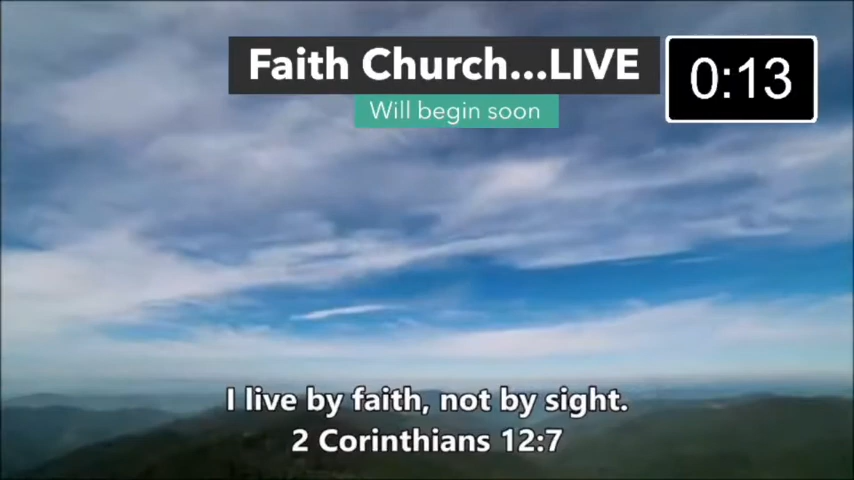 Faith Church...LIVE
0:13
Will begin soon
I live by faith, not by sight.
2 Corinthians 12:7